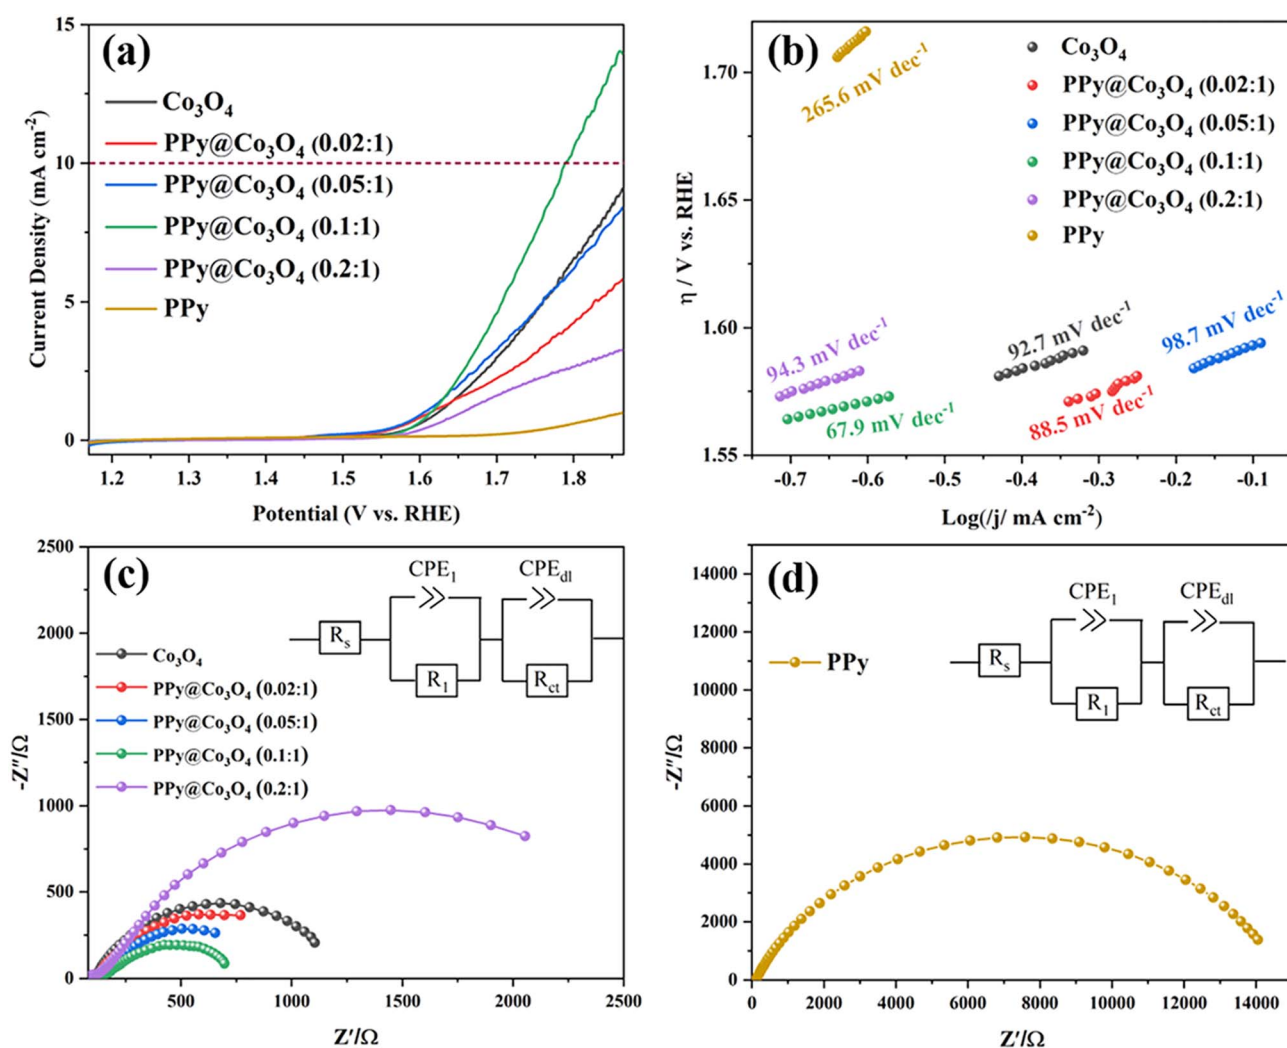 (a)
15
10
5
0
Current Density (mA cm⁻²)
Co₃O₄
PPy@Co₃O₄ (0.02:1)
PPy@Co₃O₄ (0.05:1)
PPy@Co₃O₄ (0.1:1)
PPy@Co₃O₄ (0.2:1)
PPy
1.2 1.3 1.4 1.5 1.6 1.7 1.8
Potential (V vs. RHE)
(b)
1.70
1.65
1.60
1.55
η / V vs. RHE
Co₃O₄
PPy@Co₃O₄ (0.02:1)
PPy@Co₃O₄ (0.05:1)
PPy@Co₃O₄ (0.1:1)
PPy@Co₃O₄ (0.2:1)
PPy
265.6 mV dec⁻¹
94.3 mV dec⁻¹
67.9 mV dec⁻¹
92.7 mV dec⁻¹
88.5 mV dec⁻¹
98.7 mV dec⁻¹
-0.7 -0.6 -0.5 -0.4 -0.3 -0.2 -0.1
Log(/j/ mA cm⁻²)
(c)
2500
2000
1500
1000
500
0
-Z″/Ω
CPE₁ CPEdl
Rs
R₁ Rct
Co₃O₄
PPy@Co₃O₄ (0.02:1)
PPy@Co₃O₄ (0.05:1)
PPy@Co₃O₄ (0.1:1)
PPy@Co₃O₄ (0.2:1)
500 1000 1500 2000 2500
Z′/Ω
(d)
14000
12000
10000
8000
6000
4000
2000
0
-Z″/Ω
CPE₁ CPEdl
PPy
Rs
R₁ Rct
0 2000 4000 6000 8000 10000 12000 14000
Z′/Ω